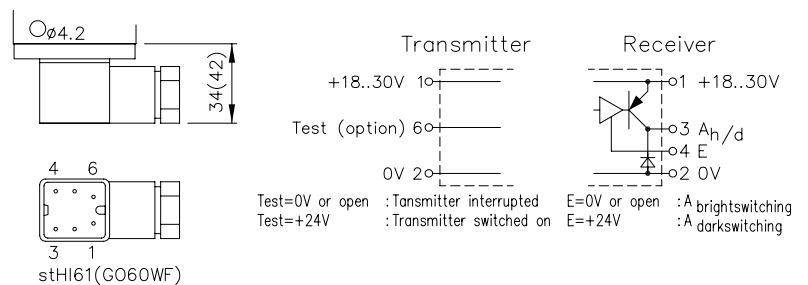 Oø4.2
34(42)
4 6
3 1
stHI61(GO60WF)
Transmitter
+18..30V 1
Test (option) 6
0V 2
Test=0V or open : Tansmitter interrupted
Test=+24V : Transmitter switched on
Receiver
1 +18..30V
3 Ah/d
4 E
2 0V
E=0V or open : A brightswitching
E=+24V : A darkswitching